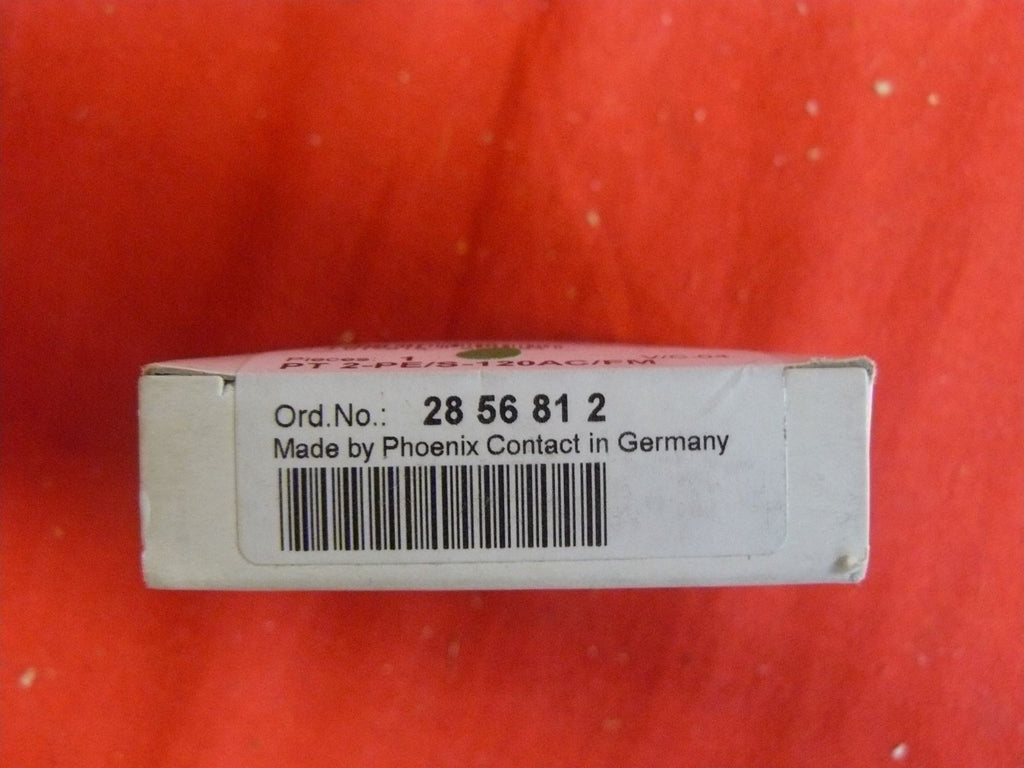 Pieces 1
PT 2-PE/S-120AC/FM
Ord.No.: 28 56 81 2
Made by Phoenix Contact in Germany